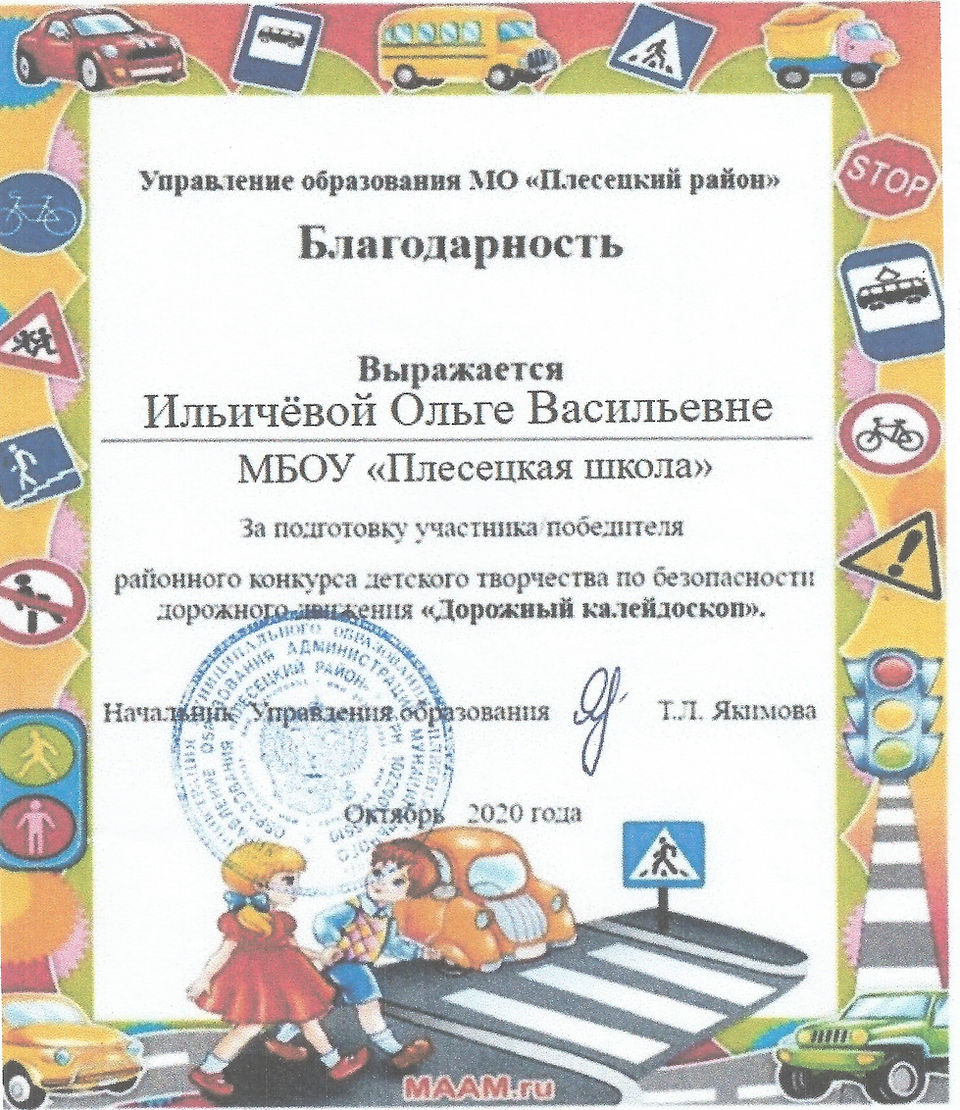 STOP
Управление образования МО «Плесецкий район»
Благодарность
Выражается
Ильичёвой Ольге Васильевне
МБОУ «Плесецкая школа»
За подготовку участника победителя
районного конкурса детского творчества по безопасности
дорожного движения «Дорожный калейдоскоп».
Начальник Управления образования Т.Л. Якимова
Октябрь 2020 года
MAAM.ru